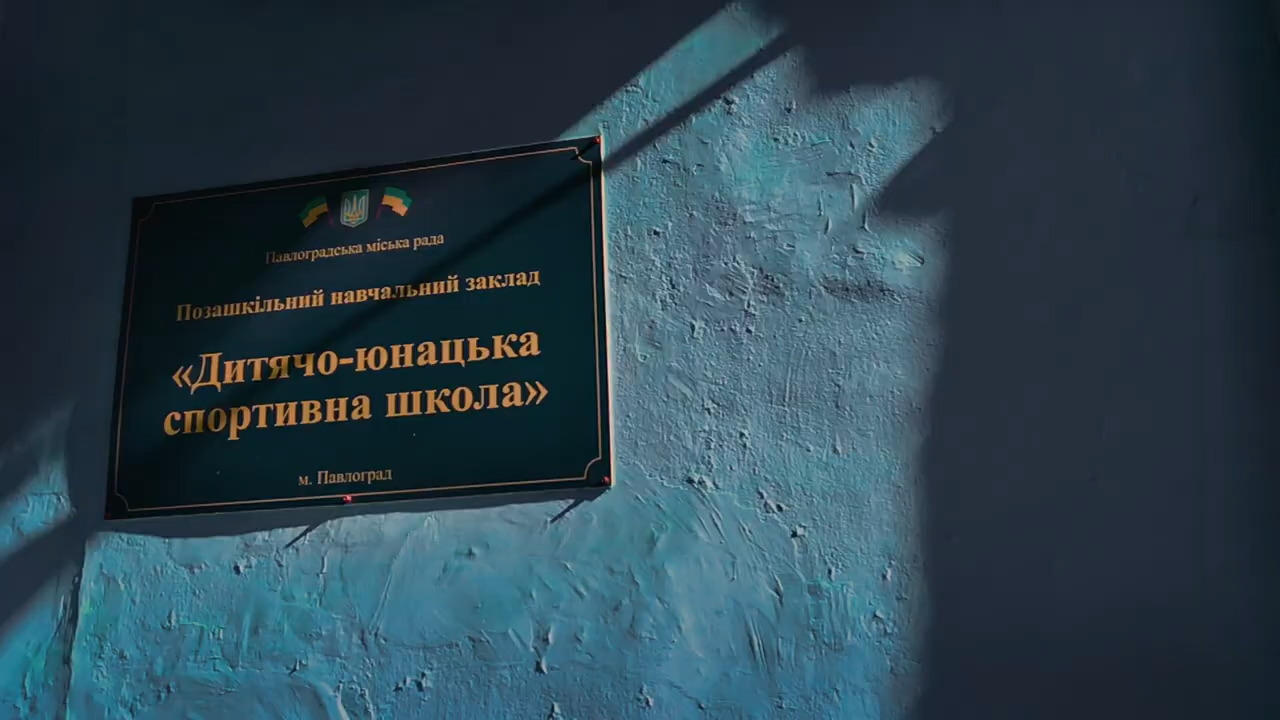 Павлоградська міська рада
Позашкільний навчальний заклад
«Дитячо-юнацька
спортивна школа»
м. Павлоград